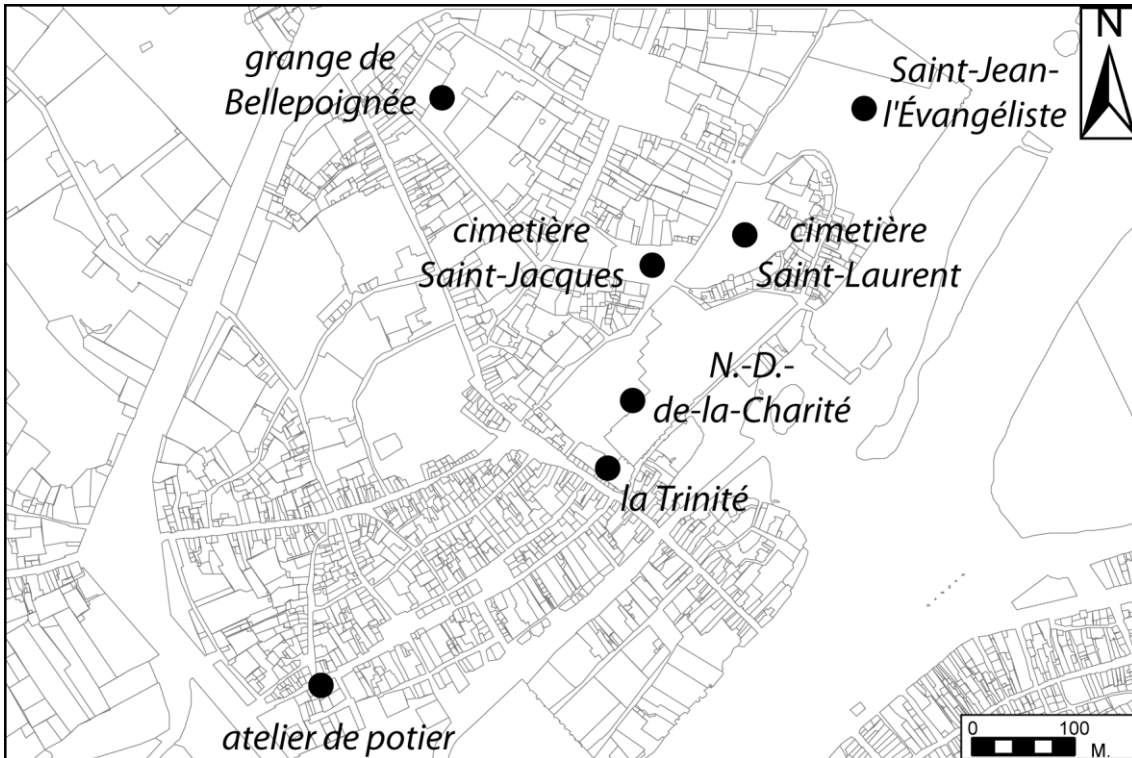 N
grange de
Bellepoignée
Saint-Jean-
l'Évangéliste
cimetière
Saint-Jacques
cimetière
Saint-Laurent
N.-D.-
de-la-Charité
la Trinité
atelier de potier
0 100
M.